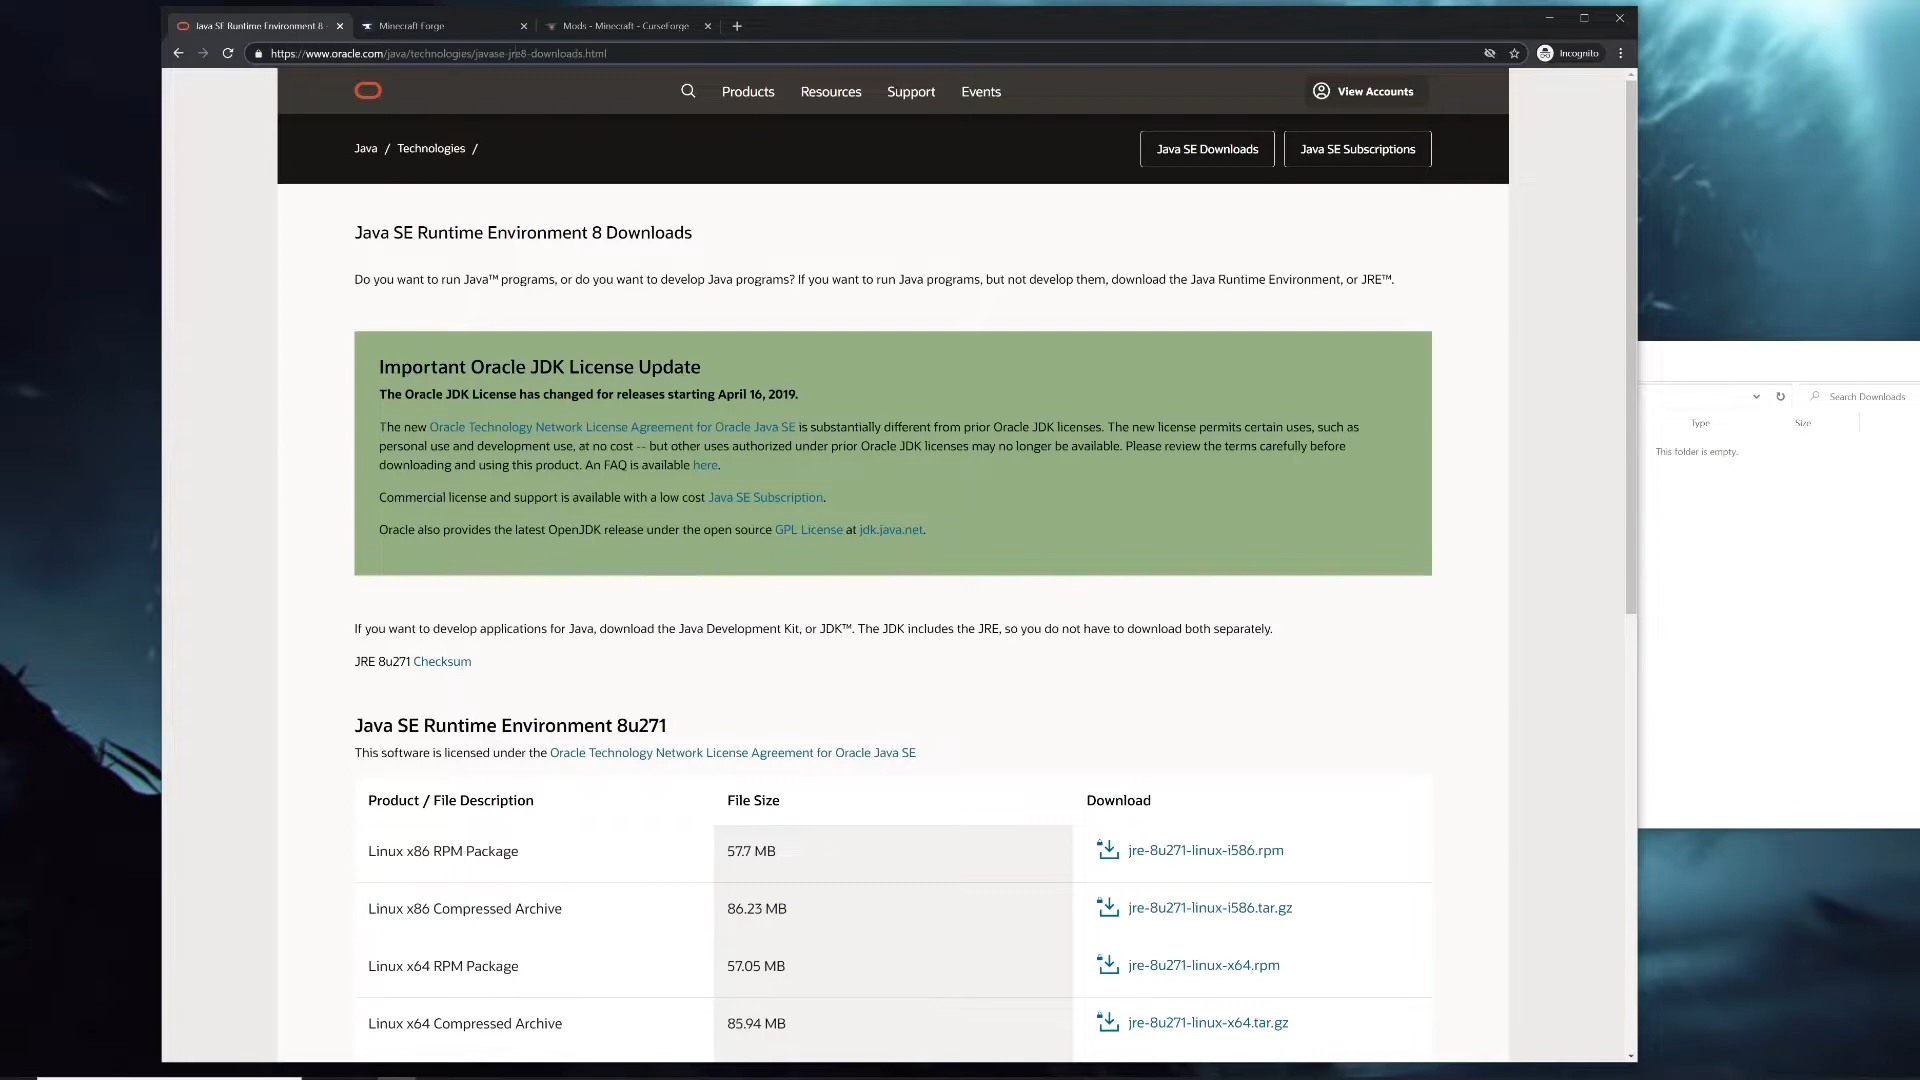 Java SE Runtime Environment 8 -
Minecraft Forge
Mods - Minecraft - CurseForge
https://www.oracle.com/java/technologies/javase-jre8-downloads.html
Incognito
Products
Resources
Support
Events
View Accounts
Java / Technologies /
Java SE Downloads
Java SE Subscriptions
Java SE Runtime Environment 8 Downloads
Do you want to run Java™ programs, or do you want to develop Java programs? If you want to run Java programs, but not develop them, download the Java Runtime Environment, or JRE™.
Important Oracle JDK License Update
The Oracle JDK License has changed for releases starting April 16, 2019.
The new Oracle Technology Network License Agreement for Oracle Java SE is substantially different from prior Oracle JDK licenses. The new license permits certain uses, such as
personal use and development use, at no cost -- but other uses authorized under prior Oracle JDK licenses may no longer be available. Please review the terms carefully before
downloading and using this product. An FAQ is available here.
Commercial license and support is available with a low cost Java SE Subscription.
Oracle also provides the latest OpenJDK release under the open source GPL License at jdk.java.net.
If you want to develop applications for Java, download the Java Development Kit, or JDK™. The JDK includes the JRE, so you do not have to download both separately.
JRE 8u271 Checksum
Java SE Runtime Environment 8u271
This software is licensed under the Oracle Technology Network License Agreement for Oracle Java SE
Product / File Description
File Size
Download
Linux x86 RPM Package
57.7 MB
jre-8u271-linux-i586.rpm
Linux x86 Compressed Archive
86.23 MB
jre-8u271-linux-i586.tar.gz
Linux x64 RPM Package
57.05 MB
jre-8u271-linux-x64.rpm
Linux x64 Compressed Archive
85.94 MB
jre-8u271-linux-x64.tar.gz
Search Downloads
Type
Size
This folder is empty.